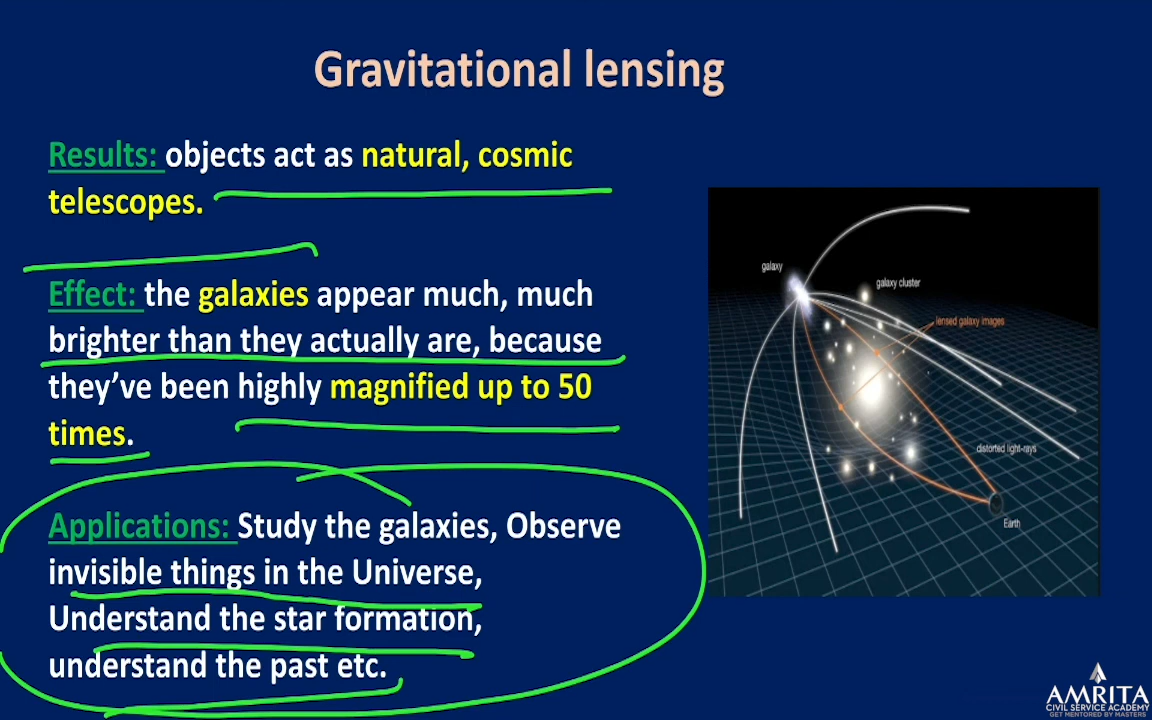 Gravitational lensing
Results: objects act as natural, cosmic
telescopes.
Effect: the galaxies appear much, much
brighter than they actually are, because
they've been highly magnified up to 50
times.
Applications: Study the galaxies, Observe
invisible things in the Universe,
Understand the star formation,
understand the past etc.
galaxy
galaxy cluster
lensed galaxy images
distorted light-rays
Earth
AMRITA
CIVIL SERVICE ACADEMY
GET MENTORED BY MASTERS